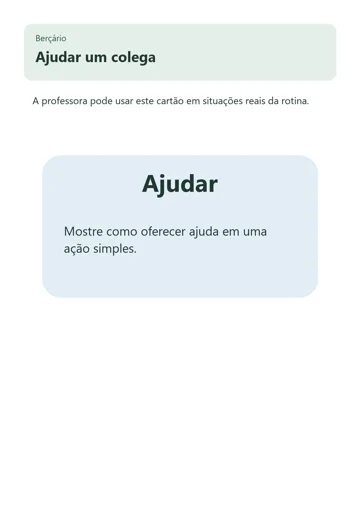 Berçário
Ajudar um colega
A professora pode usar este cartão em situações reais da rotina.
Ajudar
Mostre como oferecer ajuda em uma
ação simples.